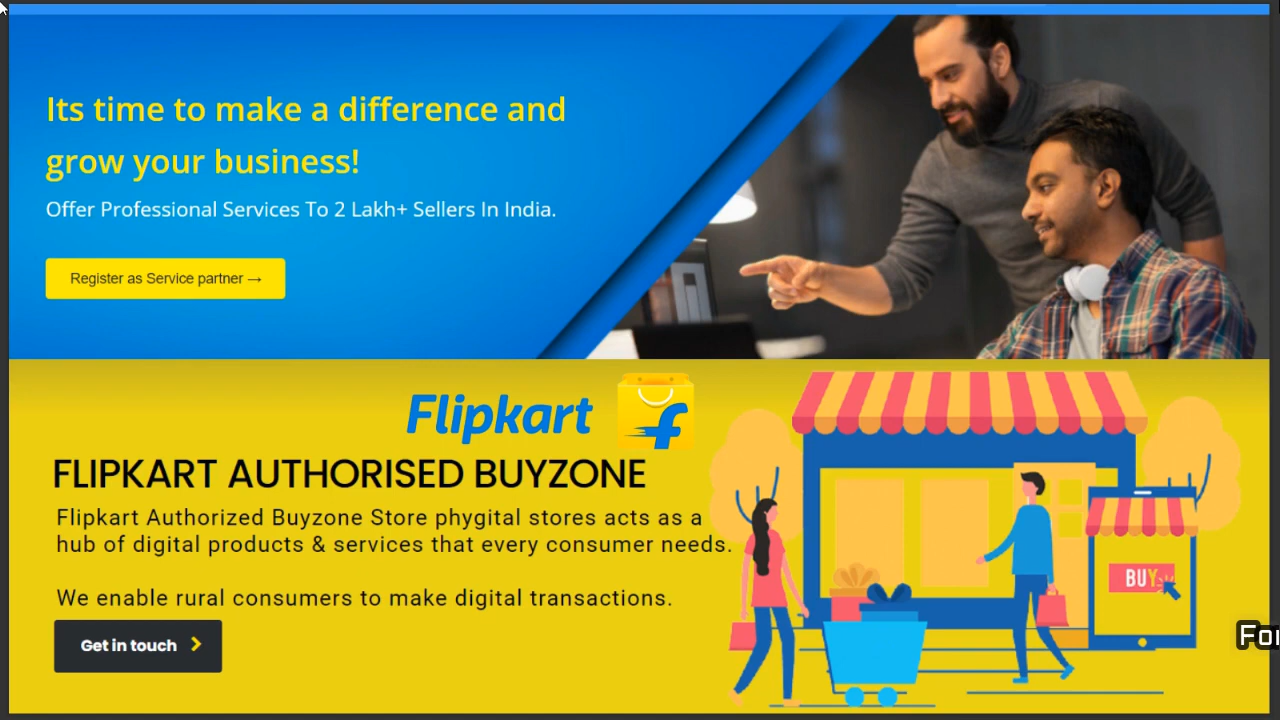 Its time to make a difference and
grow your business!
Offer Professional Services To 2 Lakh+ Sellers In India.
Register as Service partner →
Flipkart
FLIPKART AUTHORISED BUYZONE
Flipkart Authorized Buyzone Store phygital stores acts as a
hub of digital products & services that every consumer needs.
We enable rural consumers to make digital transactions.
BUY
Get in touch